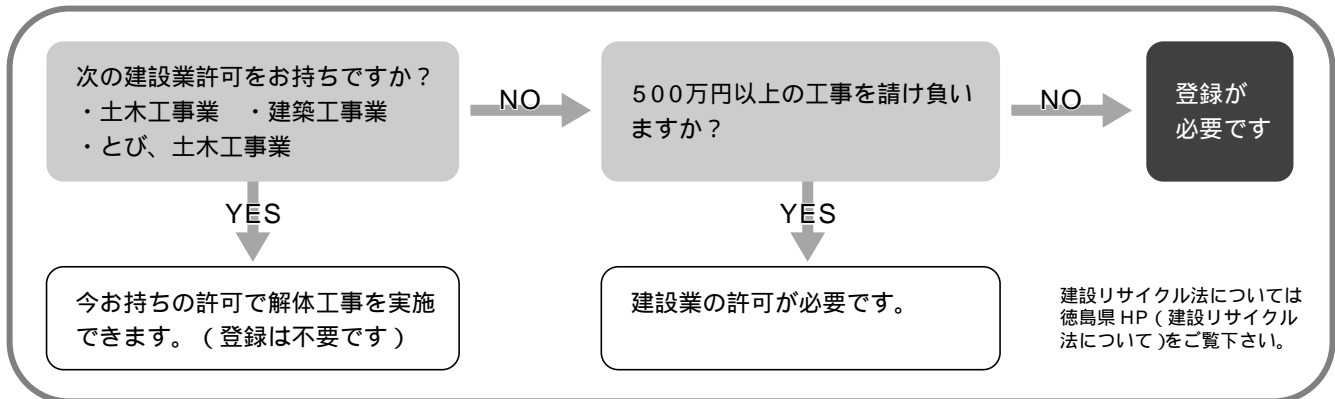 次の建設業許可をお持ちですか？
・土木工事業　・建築工事業
・とび、土木工事業
NO
500万円以上の工事を請け負い
ますか？
NO
登録が
必要です
YES
YES
今お持ちの許可で解体工事を実施
できます。（登録は不要です）
建設業の許可が必要です。
建設リサイクル法については
徳島県HP（建設リサイクル
法について）をご覧下さい。